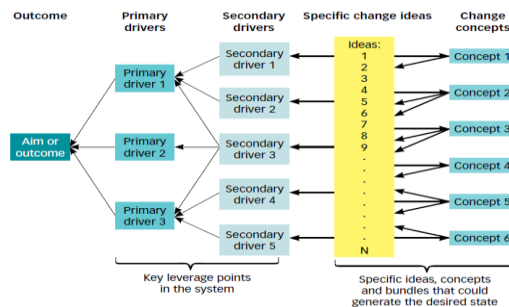 Outcome
Primary
drivers
Secondary
drivers
Specific change ideas
Change
concepts
Aim or
outcome
Primary
driver 1
Primary
driver 2
Primary
driver 3
Secondary
driver 1
Secondary
driver 2
Secondary
driver 3
Secondary
driver 4
Secondary
driver 5
Ideas:
1
2
3
4
5
6
7
8
9
.
.
.
.
.
.
.
N
Concept 1
Concept 2
Concept 3
Concept 4
Concept 5
Concept 6
Key leverage points
in the system
Specific ideas, concepts
and bundles that could
generate the desired state